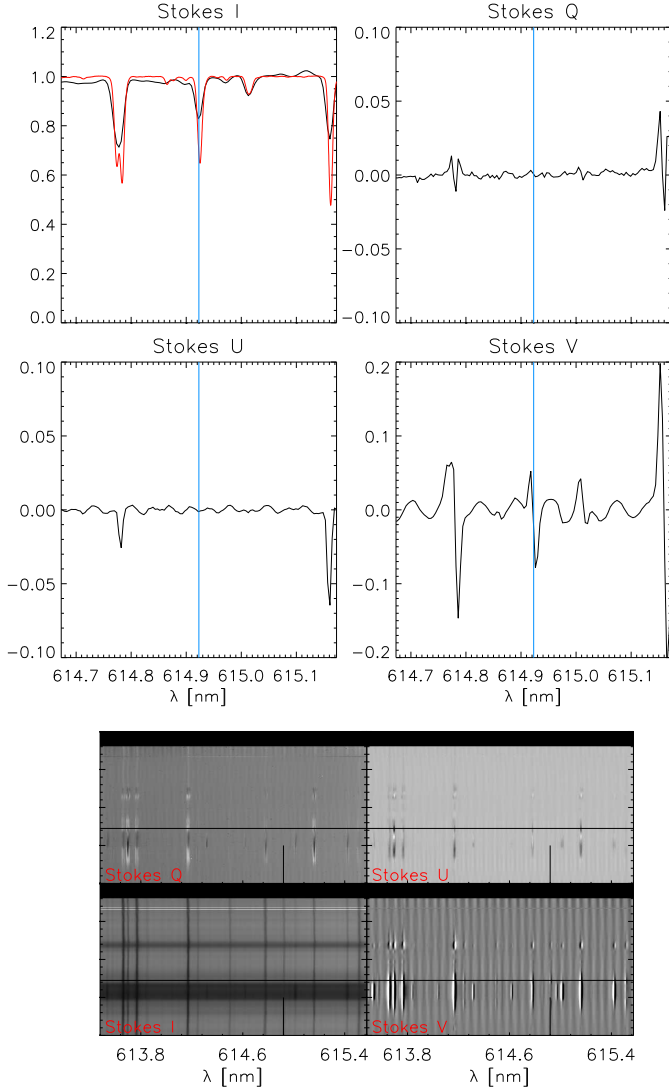 Stokes I
Stokes Q
1.2
1.0
0.8
0.6
0.4
0.2
0.0
0.10
0.05
0.00
−0.05
−0.10
Stokes U
Stokes V
0.10
0.05
0.00
−0.05
−0.10
0.2
0.1
0.0
−0.1
−0.2
614.7 614.8 614.9 615.0 615.1
614.7 614.8 614.9 615.0 615.1
λ [nm]
λ [nm]
Stokes Q
Stokes U
Stokes I
Stokes V
613.8 614.6 615.4
613.8 614.6 615.4
λ [nm]
λ [nm]